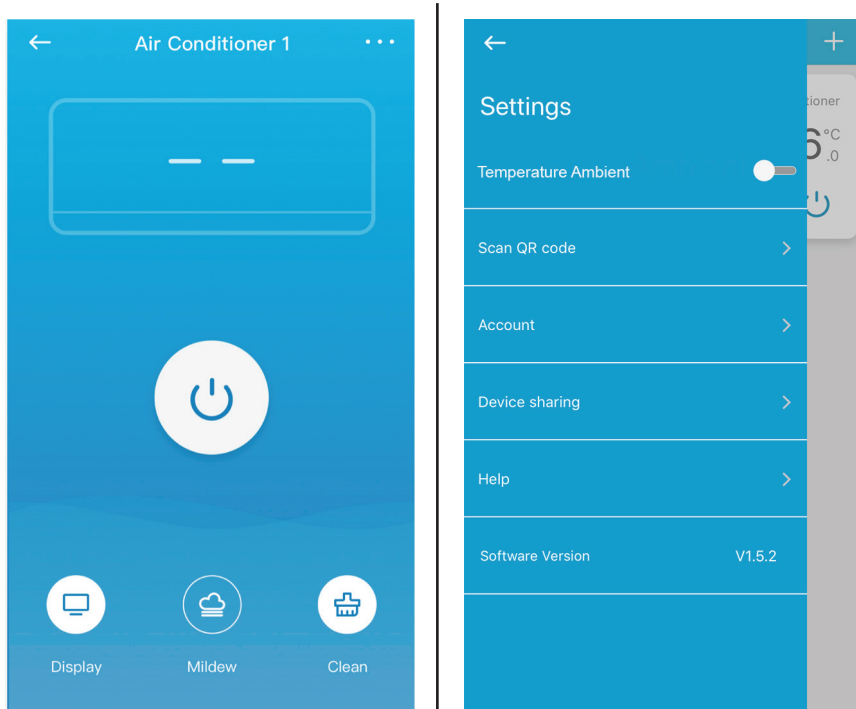 Air Conditioner 1
Display
Mildew
Clean
Settings
Temperature Ambient
Scan QR code
Account
Device sharing
Help
Software Version V1.5.2
°C
.0